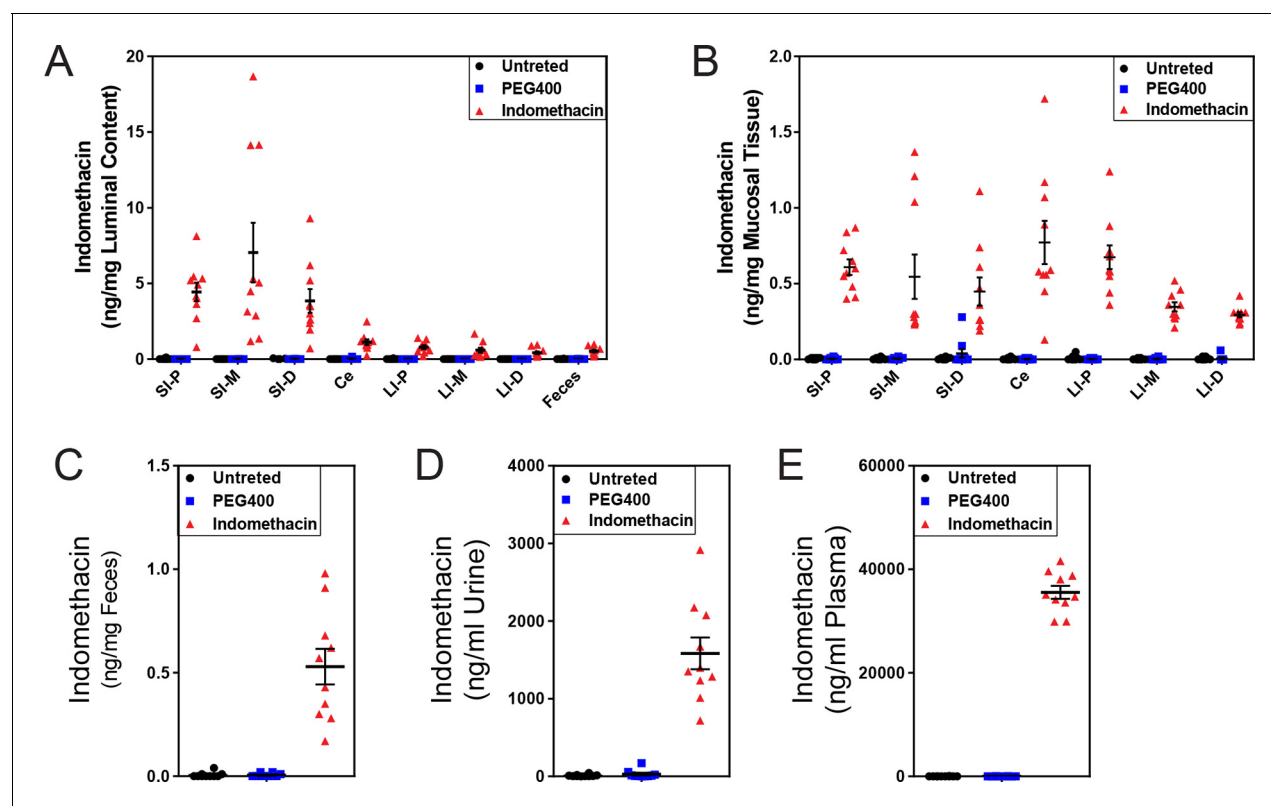 A
Indomethacin
(ng/mg Luminal Content)
20
15
10
5
0
Untreted
PEG400
Indomethacin
SI-P
SI-M
SI-D
Ce
LI-P
LI-M
LI-D
Feces
B
Indomethacin
(ng/mg Mucosal Tissue)
2.0
1.5
1.0
0.5
0.0
Untreted
PEG400
Indomethacin
SI-P
SI-M
SI-D
Ce
LI-P
LI-M
LI-D
C
Indomethacin
(ng/mg Feces)
1.5
1.0
0.5
0.0
Untreted
PEG400
Indomethacin
D
Indomethacin
(ng/ml Urine)
4000
3000
2000
1000
0
Untreted
PEG400
Indomethacin
E
Indomethacin
(ng/ml Plasma)
60000
40000
20000
0
Untreted
PEG400
Indomethacin